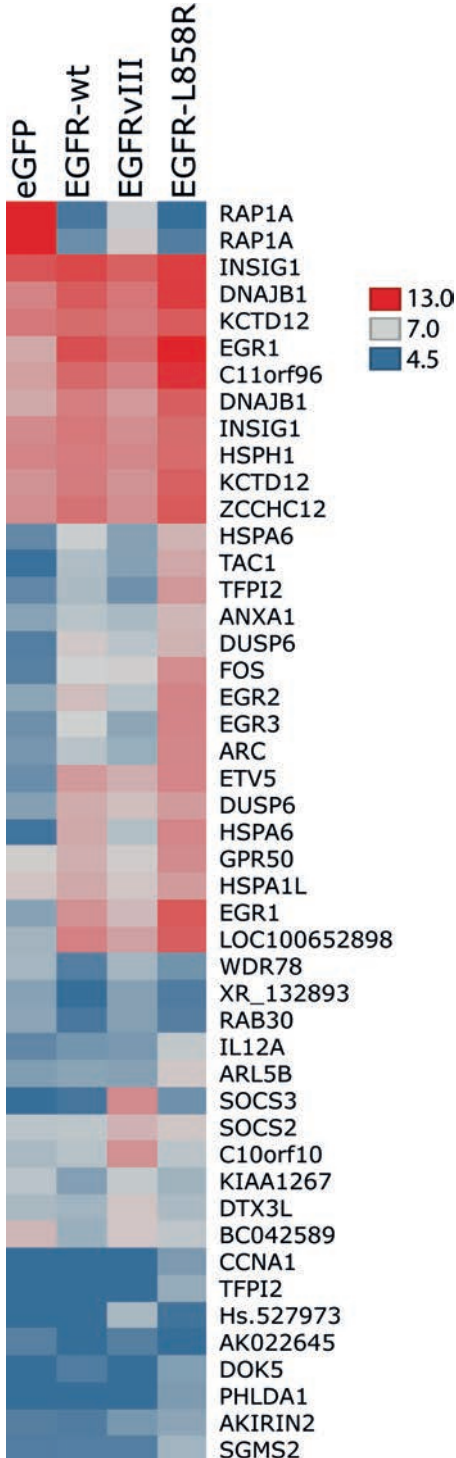 eGFP
EGFR-wt
EGFRvIII
EGFR-L858R
RAP1A
RAP1A
INSIG1
DNAJB1
KCTD12
EGR1
C11orf96
DNAJB1
INSIG1
HSPH1
KCTD12
ZCCHC12
HSPA6
TAC1
TFPI2
ANXA1
DUSP6
FOS
EGR2
EGR3
ARC
ETV5
DUSP6
HSPA6
GPR50
HSPA1L
EGR1
LOC100652898
WDR78
XR_132893
RAB30
IL12A
ARL5B
SOCS3
SOCS2
C10orf10
KIAA1267
DTX3L
BC042589
CCNA1
TFPI2
Hs.527973
AK022645
DOK5
PHLDA1
AKIRIN2
SGMS2
13.0
7.0
4.5